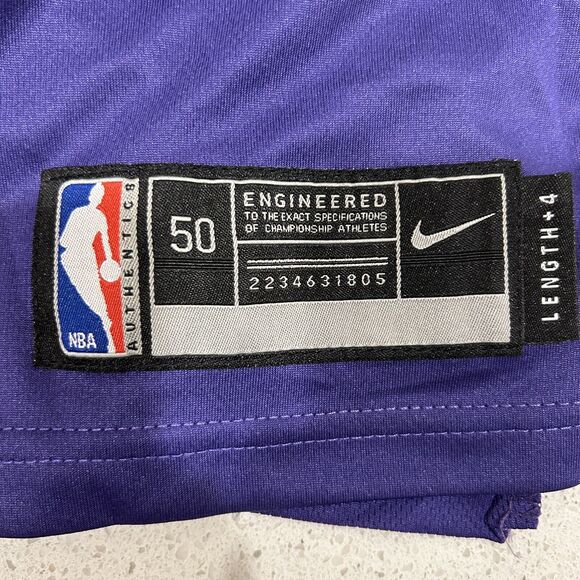 NBA
AUTHENTICS
50
ENGINEERED
TO THE EXACT SPECIFICATIONS
OF CHAMPIONSHIP ATHLETES
2234631805
LENGTH+4